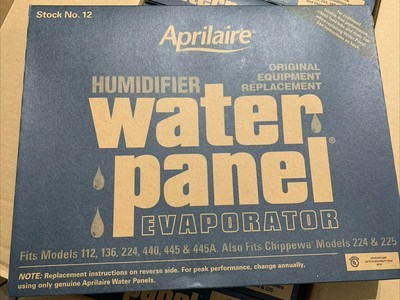 Stock No. 12
Aprilaire®
ORIGINAL
EQUIPMENT
REPLACEMENT
HUMIDIFIER
water
panel®
EVAPORATOR
Fits Models 112, 136, 224, 440, 445 & 445A. Also Fits Chippewa® Models 224 & 225
NOTE: Replacement instructions on reverse side. For peak performance, change annually,
using only genuine Aprilaire Water Panels.